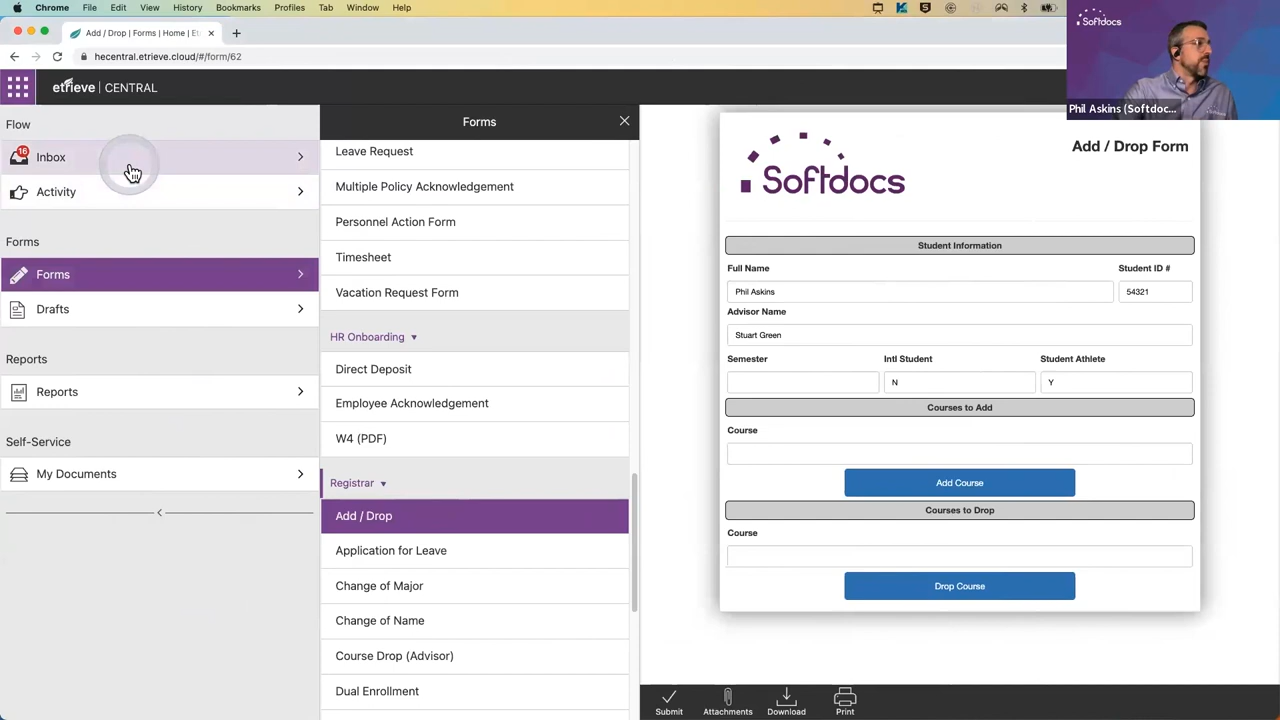 Chrome File Edit View History Bookmarks Profiles Tab Window Help
Add / Drop | Forms | Home | Et
hecentral.etrieve.cloud/#/form/62
etrieve | CENTRAL
Softdocs
Phil Askins (Softdoc...
Flow
16
Inbox
Activity
Forms
Forms
Drafts
Reports
Reports
Self-Service
My Documents
Forms
Leave Request
Multiple Policy Acknowledgement
Personnel Action Form
Timesheet
Vacation Request Form
HR Onboarding
Direct Deposit
Employee Acknowledgement
W4 (PDF)
Registrar
Add / Drop
Application for Leave
Change of Major
Change of Name
Course Drop (Advisor)
Dual Enrollment
Softdocs
Add / Drop Form
Student Information
Full Name Student ID #
Phil Askins 54321
Advisor Name
Stuart Green
Semester Intl Student Student Athlete
N Y
Courses to Add
Course
Add Course
Courses to Drop
Course
Drop Course
Submit Attachments Download Print